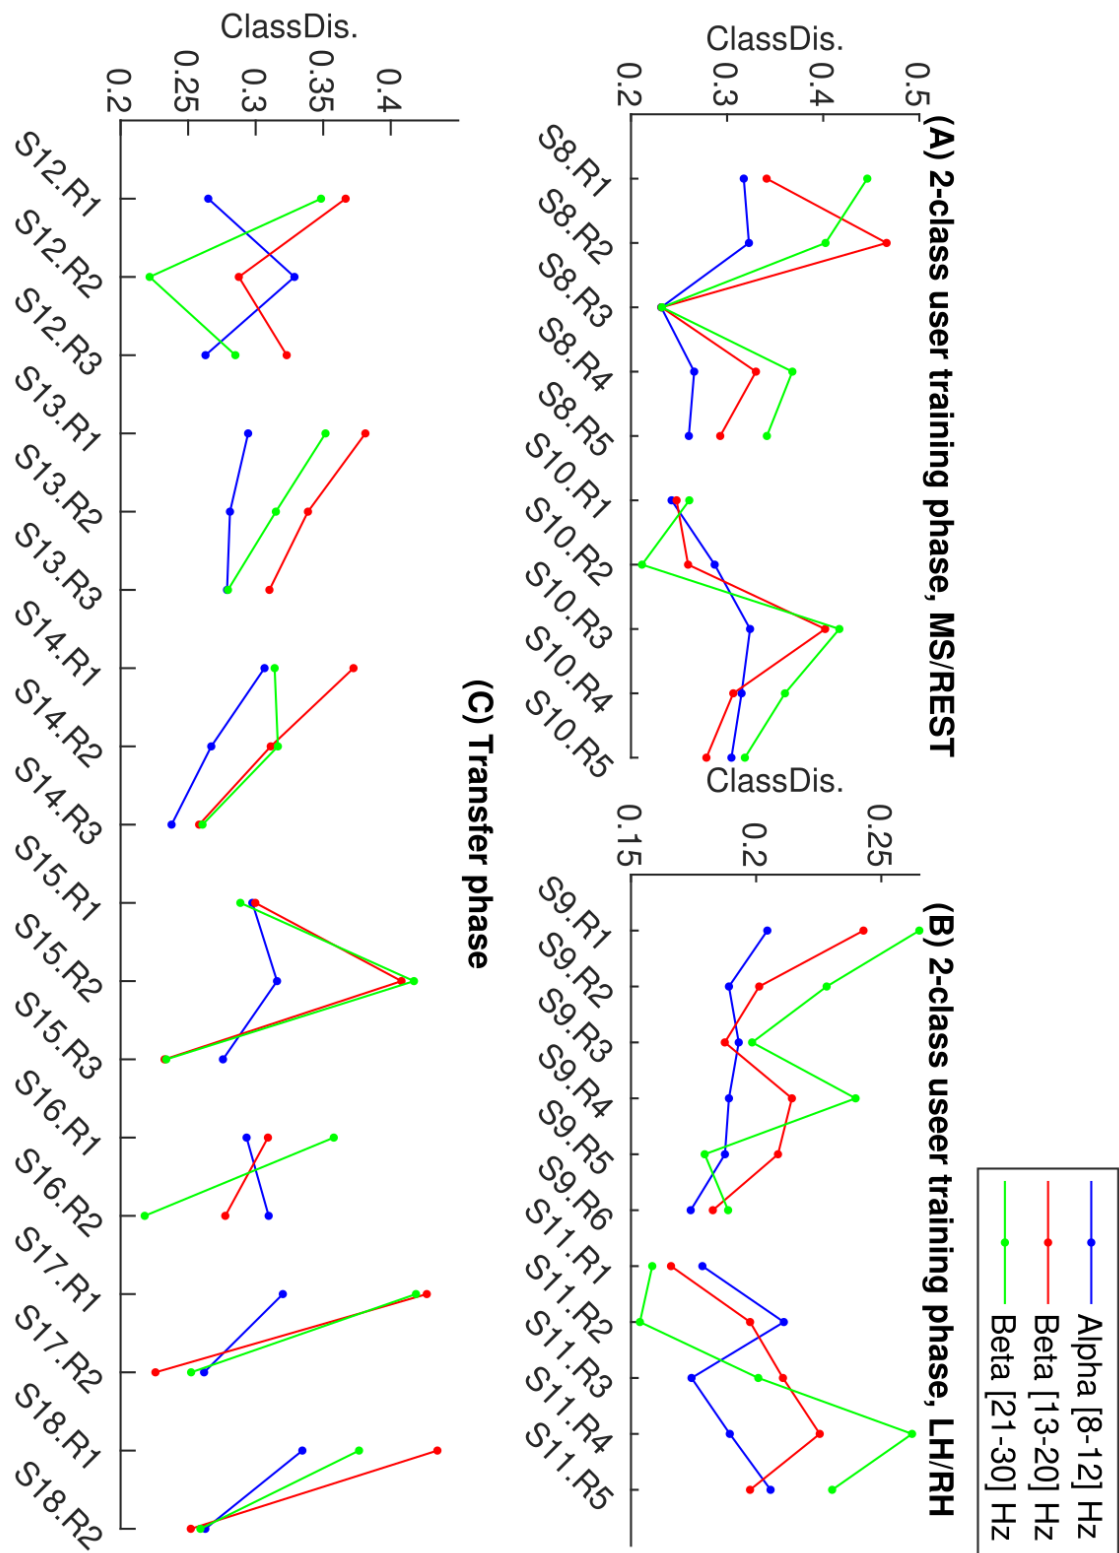 Alpha [8-12] Hz
Beta [13-20] Hz
Beta [21-30] Hz
(A) 2-class user training phase, MS/REST
ClassDis.
0.5
0.4
0.3
0.2
S8.R1
S8.R2
S8.R3
S8.R4
S8.R5
S10.R1
S10.R2
S10.R3
S10.R4
S10.R5
(B) 2-class useer training phase, LH/RH
ClassDis.
0.25
0.2
0.15
S9.R1
S9.R2
S9.R3
S9.R4
S9.R5
S9.R6
S11.R1
S11.R2
S11.R3
S11.R4
S11.R5
(C) Transfer phase
ClassDis.
0.4
0.35
0.3
0.25
0.2
S12.R1
S12.R2
S12.R3
S13.R1
S13.R2
S13.R3
S14.R1
S14.R2
S14.R3
S15.R1
S15.R2
S15.R3
S16.R1
S16.R2
S17.R1
S17.R2
S18.R1
S18.R2